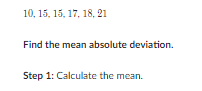 10, 15, 15, 17, 18, 21
Find the mean absolute deviation.
Step 1: Calculate the mean.